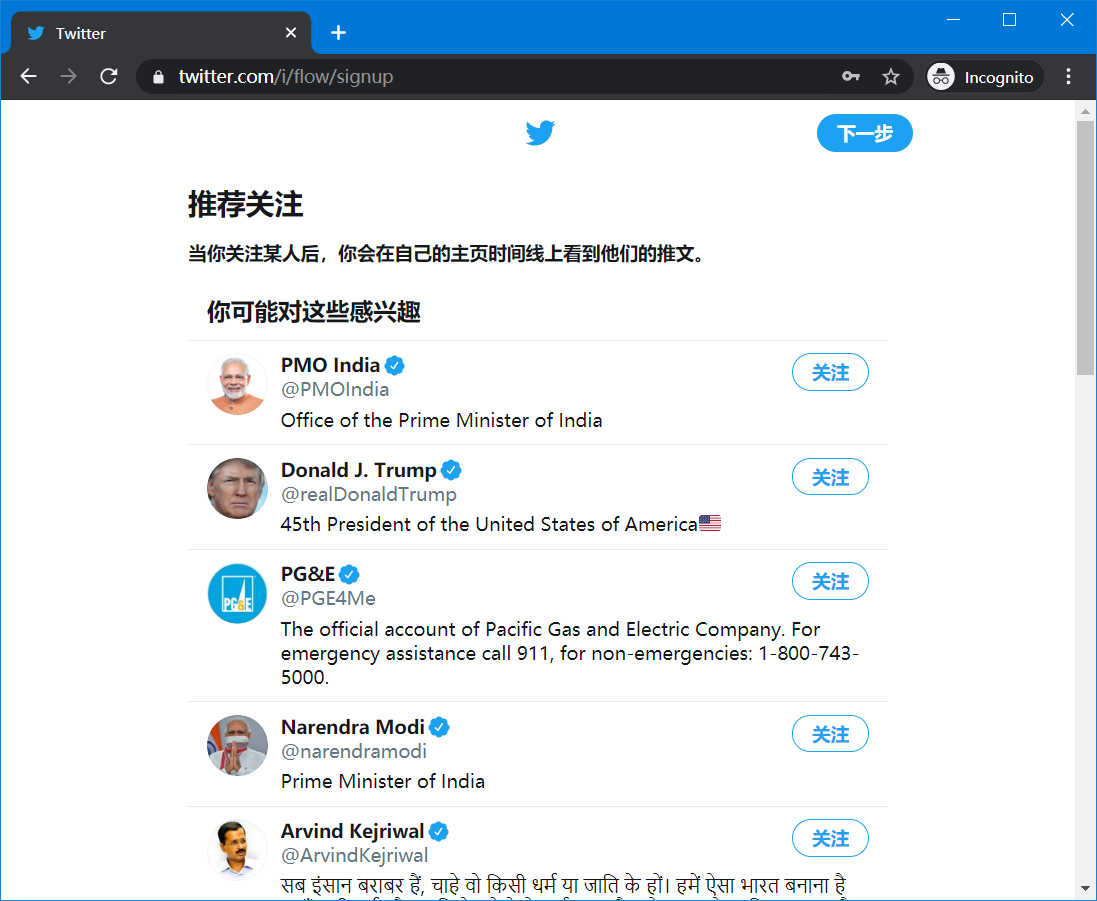 Twitter
twitter.com/i/flow/signup
Incognito
下一步
推荐关注
当你关注某人后，你会在自己的主页时间线上看到他们的推文。
你可能对这些感兴趣
PMO India
关注
@PMOIndia
Office of the Prime Minister of India
Donald J. Trump
关注
@realDonaldTrump
45th President of the United States of America🇺🇸
PG&E
PG&E
关注
@PGE4Me
The official account of Pacific Gas and Electric Company. For
emergency assistance call 911, for non-emergencies: 1-800-743-
5000.
Narendra Modi
关注
@narendramodi
Prime Minister of India
Arvind Kejriwal
关注
@ArvindKejriwal
सब इंसान बराबर हैं, चाहे वो किसी धर्म या जाति के हों। हमें ऐसा भारत बनाना है